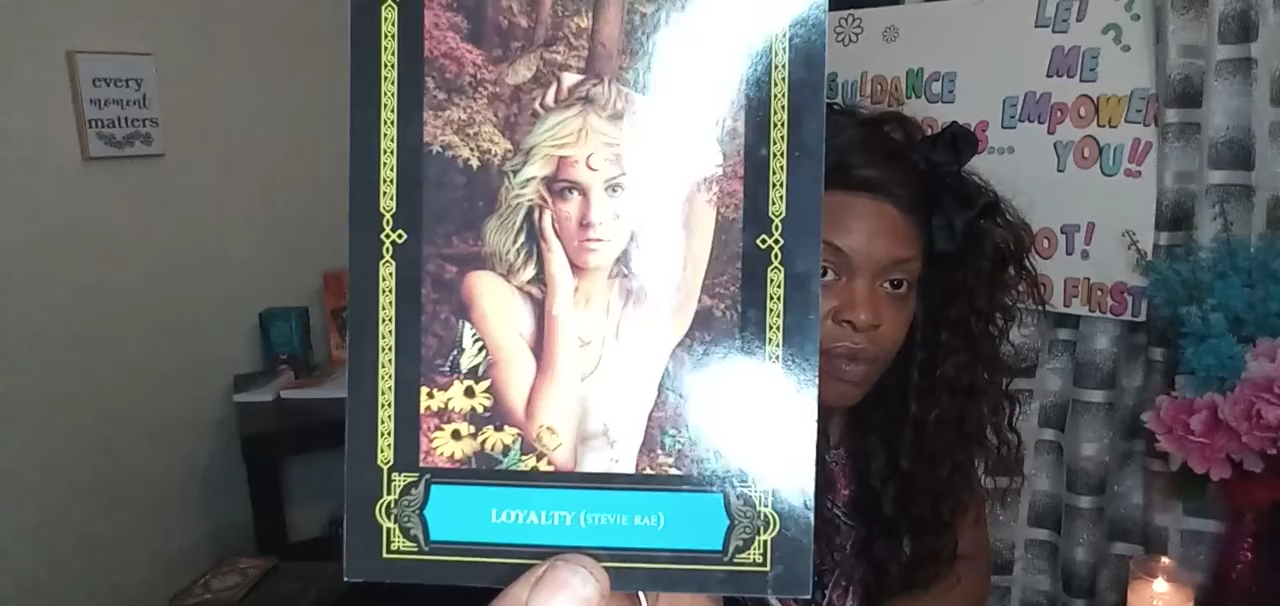 every
moment
matters
LET
ME
EMPOWER
YOU!!
GUIDANCE
FIRST
LOYALTY (STEVIE RAE)